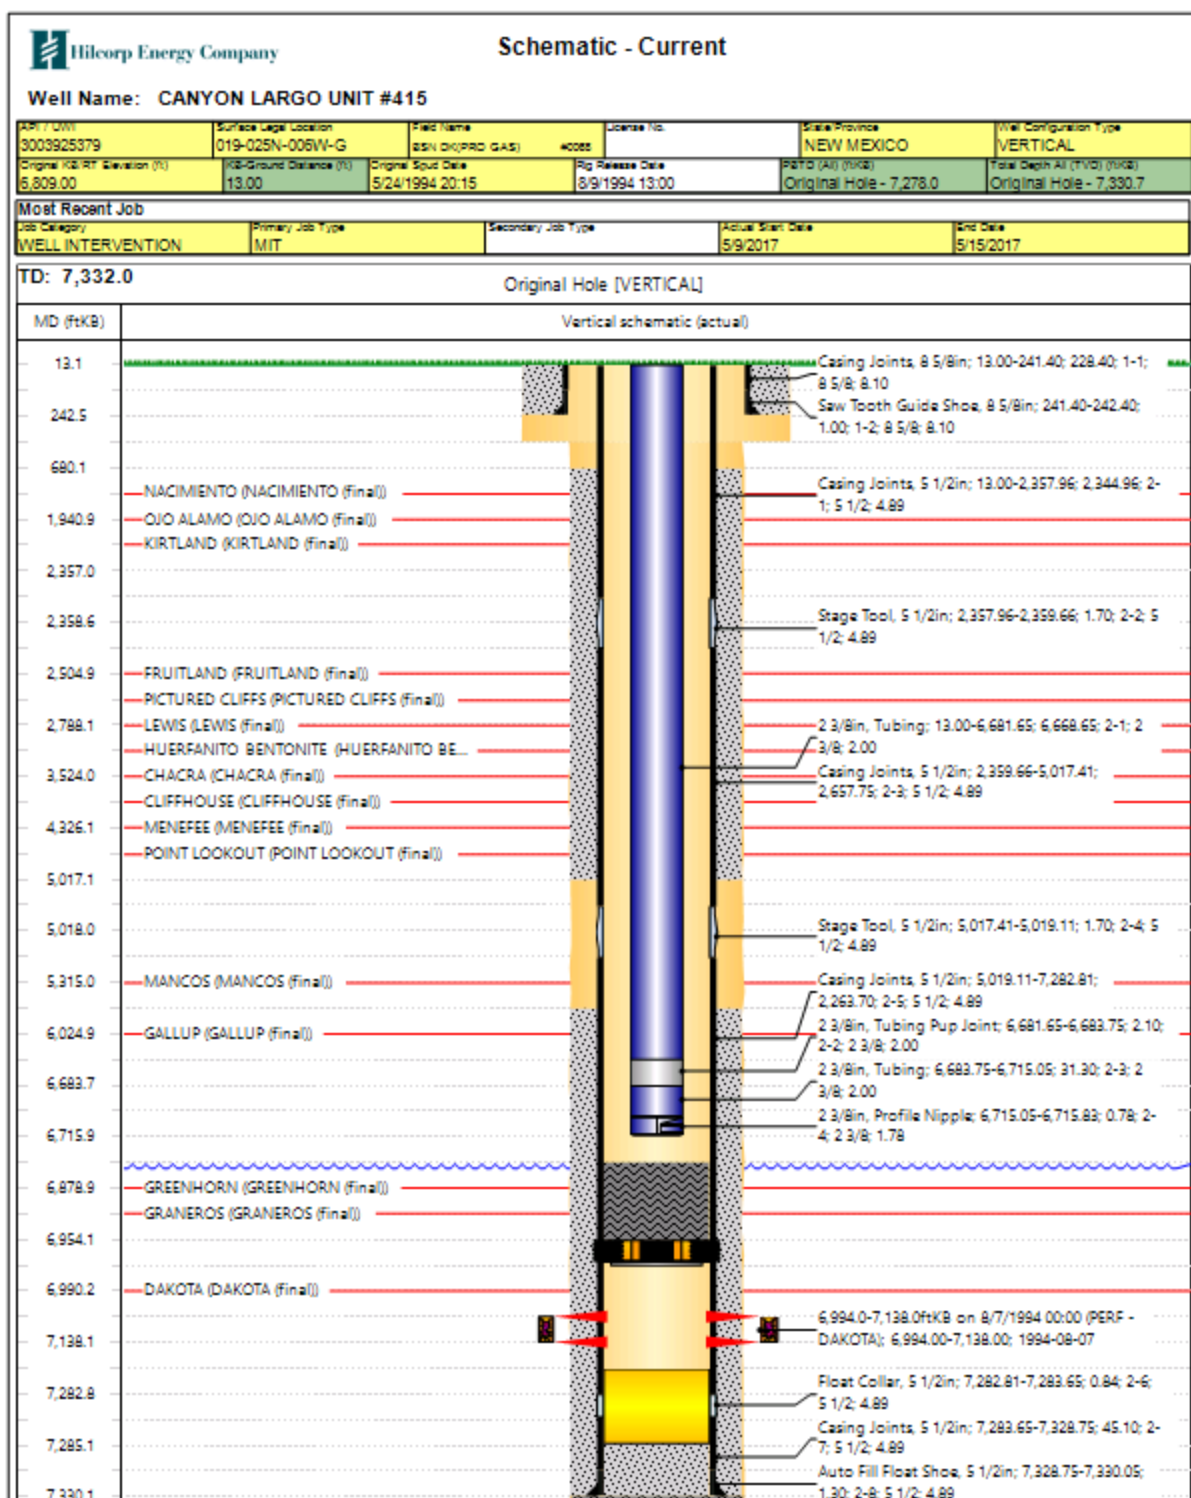 Hilcorp Energy Company
Schematic - Current
Well Name: CANYON LARGO UNIT #415
API / UWI Surface Legal Location Field Name License No. State/Province Well Configuration Type
3003925379 019-025N-006W-G BSN DK(PRO GAS) #0068 NEW MEXICO VERTICAL
Original KB/RT Elevation (ft) KB-Ground Distance (ft) Original Spud Date Rig Release Date PBTD (All) (ftKB) Total Depth All (TVD) (ftKB)
6,809.00 13.00 5/24/1994 20:15 8/9/1994 13:00 Original Hole - 7,278.0 Original Hole - 7,330.7
Most Recent Job
Job Category Primary Job Type Secondary Job Type Actual Start Date End Date
WELL INTERVENTION MIT 5/9/2017 5/15/2017
TD: 7,332.0
Original Hole [VERTICAL]
MD (ftKB) Vertical schematic (actual)
13.1
Casing Joints, 8 5/8in; 13.00-241.40; 228.40; 1-1;
8 5/8; 8.10
242.5
Saw Tooth Guide Shoe, 8 5/8in; 241.40-242.40;
1.00; 1-2; 8 5/8; 8.10
680.1
NACIMIENTO (NACIMIENTO (final))
Casing Joints, 5 1/2in; 13.00-2,357.96; 2,344.96; 2-
1; 5 1/2; 4.89
1,940.9
OJO ALAMO (OJO ALAMO (final))
KIRTLAND (KIRTLAND (final))
2,357.0
2,358.6
Stage Tool, 5 1/2in; 2,357.96-2,359.66; 1.70; 2-2; 5
1/2; 4.89
2,504.9
FRUITLAND (FRUITLAND (final))
PICTURED CLIFFS (PICTURED CLIFFS (final))
2,788.1
LEWIS (LEWIS (final))
2 3/8in, Tubing; 13.00-6,681.65; 6,668.65; 2-1; 2
3/8; 2.00
HUERFANITO BENTONITE (HUERFANITO BE...
3,524.0
CHACRA (CHACRA (final))
Casing Joints, 5 1/2in; 2,359.66-5,017.41;
2,657.75; 2-3; 5 1/2; 4.89
CLIFFHOUSE (CLIFFHOUSE (final))
4,326.1
MENEFEE (MENEFEE (final))
POINT LOOKOUT (POINT LOOKOUT (final))
5,017.1
5,018.0
Stage Tool, 5 1/2in; 5,017.41-5,019.11; 1.70; 2-4; 5
1/2; 4.89
5,315.0
MANCOS (MANCOS (final))
Casing Joints, 5 1/2in; 5,019.11-7,282.81;
2,263.70; 2-5; 5 1/2; 4.89
6,024.9
GALLUP (GALLUP (final))
2 3/8in, Tubing Pup Joint; 6,681.65-6,683.75; 2.10;
2-2; 2 3/8; 2.00
6,683.7
2 3/8in, Tubing; 6,683.75-6,715.05; 31.30; 2-3; 2
3/8; 2.00
6,715.9
2 3/8in, Profile Nipple; 6,715.05-6,715.83; 0.78; 2-
4; 2 3/8; 1.78
6,878.9
GREENHORN (GREENHORN (final))
GRANEROS (GRANEROS (final))
6,954.1
6,990.2
DAKOTA (DAKOTA (final))
6,994.0-7,138.0ftKB on 8/7/1994 00:00 (PERF -
DAKOTA); 6,994.00-7,138.00; 1994-08-07
7,138.1
7,282.8
Float Collar, 5 1/2in; 7,282.81-7,283.65; 0.84; 2-6;
5 1/2; 4.89
7,285.1
Casing Joints, 5 1/2in; 7,283.65-7,328.75; 45.10; 2-
7; 5 1/2; 4.89
7,330.1
Auto Fill Float Shoe, 5 1/2in; 7,328.75-7,330.05;
1.30; 2-8; 5 1/2; 4.89